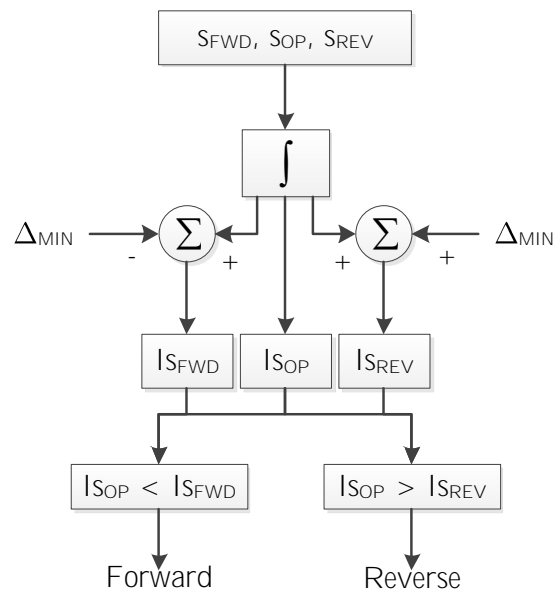 SFWD, SOP, SREV
∫
ΔMIN Σ Σ ΔMIN
- + + +
ISFWD ISOP ISREV
ISOP < ISFWD ISOP > ISREV
Forward Reverse